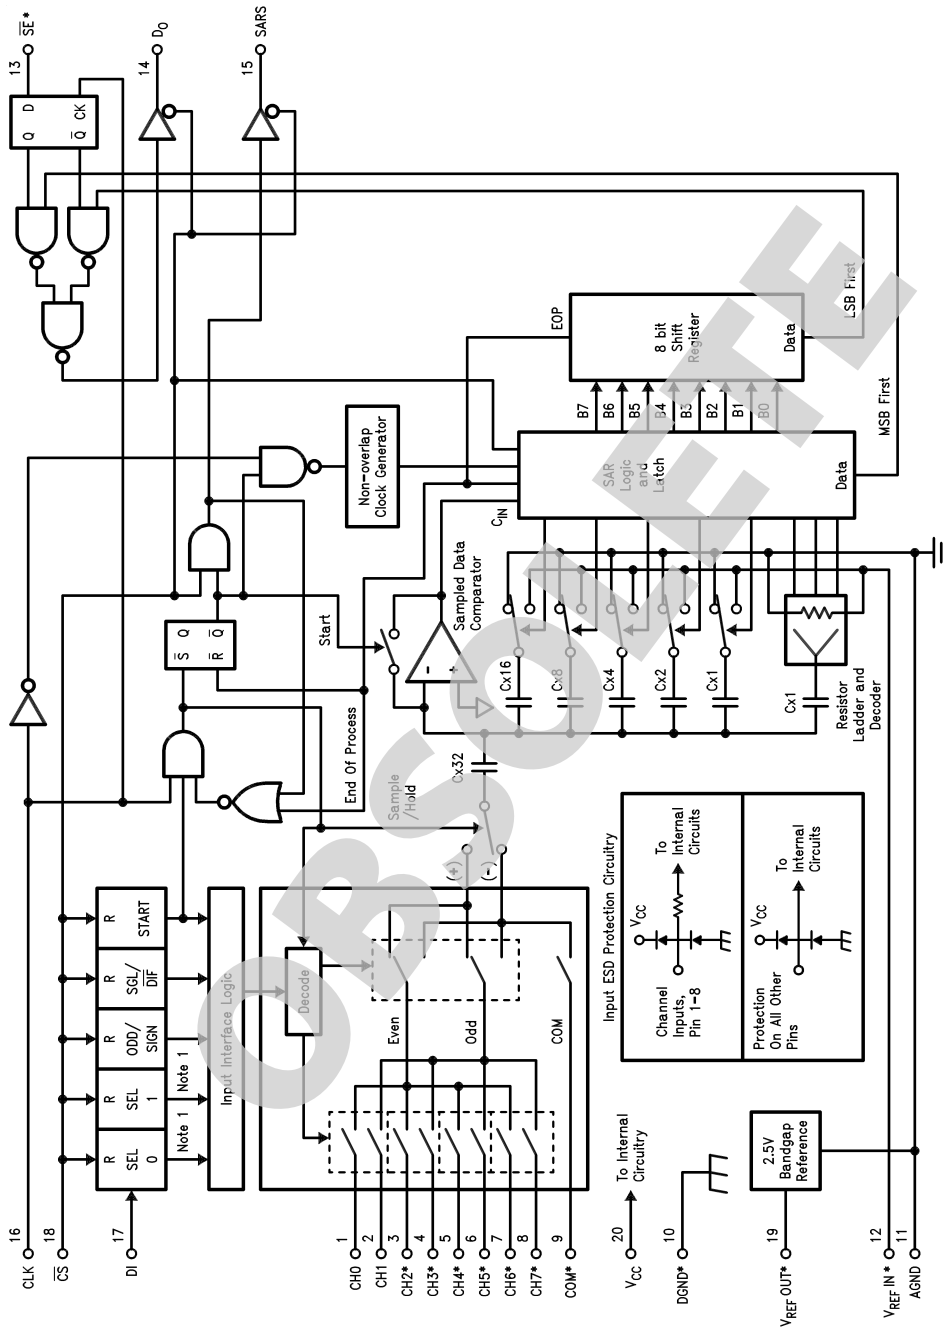 SE *
13
D
CK
Q
Q
D0
14
SARS
15
16
CLK
18
CS
17
DI
R
SEL
0
R
SEL
1
R
ODD/
SIGN
R
SGL/
DIF
R
START
Note 1
Note 1
Input Interface Logic
S
Q
R
Q
Start
End Of Process
Sample
/Hold
Non-overlap
Clock Generator
Sampled Data
Comparator
-
+
CIN
EOP
8 bit
Shift
Register
Data
B7
B6
B5
B4
B3
B2
B1
B0
LSB First
MSB First
SAR
Logic
and
Latch
Data
Cx32
Cx16
Cx8
Cx4
Cx2
Cx1
Cx1
Resistor
Ladder and
Decoder
(+)
(-)
Decode
Even
Odd
COM
1
CH0
2
CH1
3
CH2*
4
CH3*
5
CH4*
6
CH5*
7
CH6*
8
CH7*
9
COM*
Input ESD Protection Circuitry
VCC
To
Internal
Circuits
Channel
Inputs,
Pin 1-8
VCC
To
Internal
Circuits
Protection
On All Other
Pins
20
VCC
To Internal
Circuitry
10
DGND*
2.5V
Bandgap
Reference
19
VREF OUT*
12
VREF IN*
11
AGND
OBSOLETE